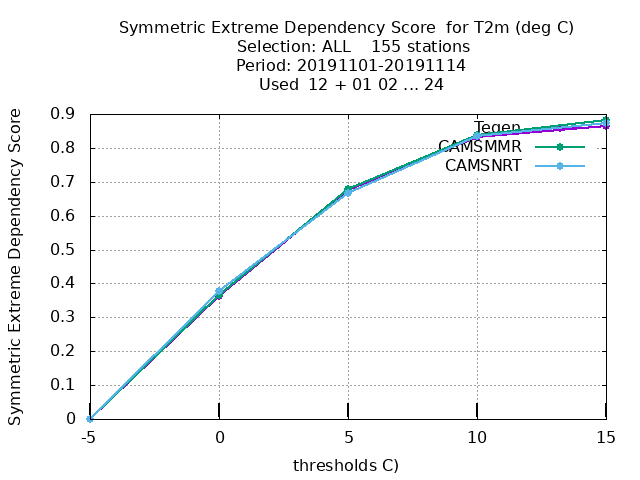 Symmetric Extreme Dependency Score for T2m (deg C)
Selection: ALL 155 stations
Period: 20191101-20191114
Used 12 + 01 02 ... 24
Symmetric Extreme Dependency Score
0.9
0.8
0.7
0.6
0.5
0.4
0.3
0.2
0.1
0
Tegen
CAMSMMR
CAMSNRT
-5 0 5 10 15
thresholds C)